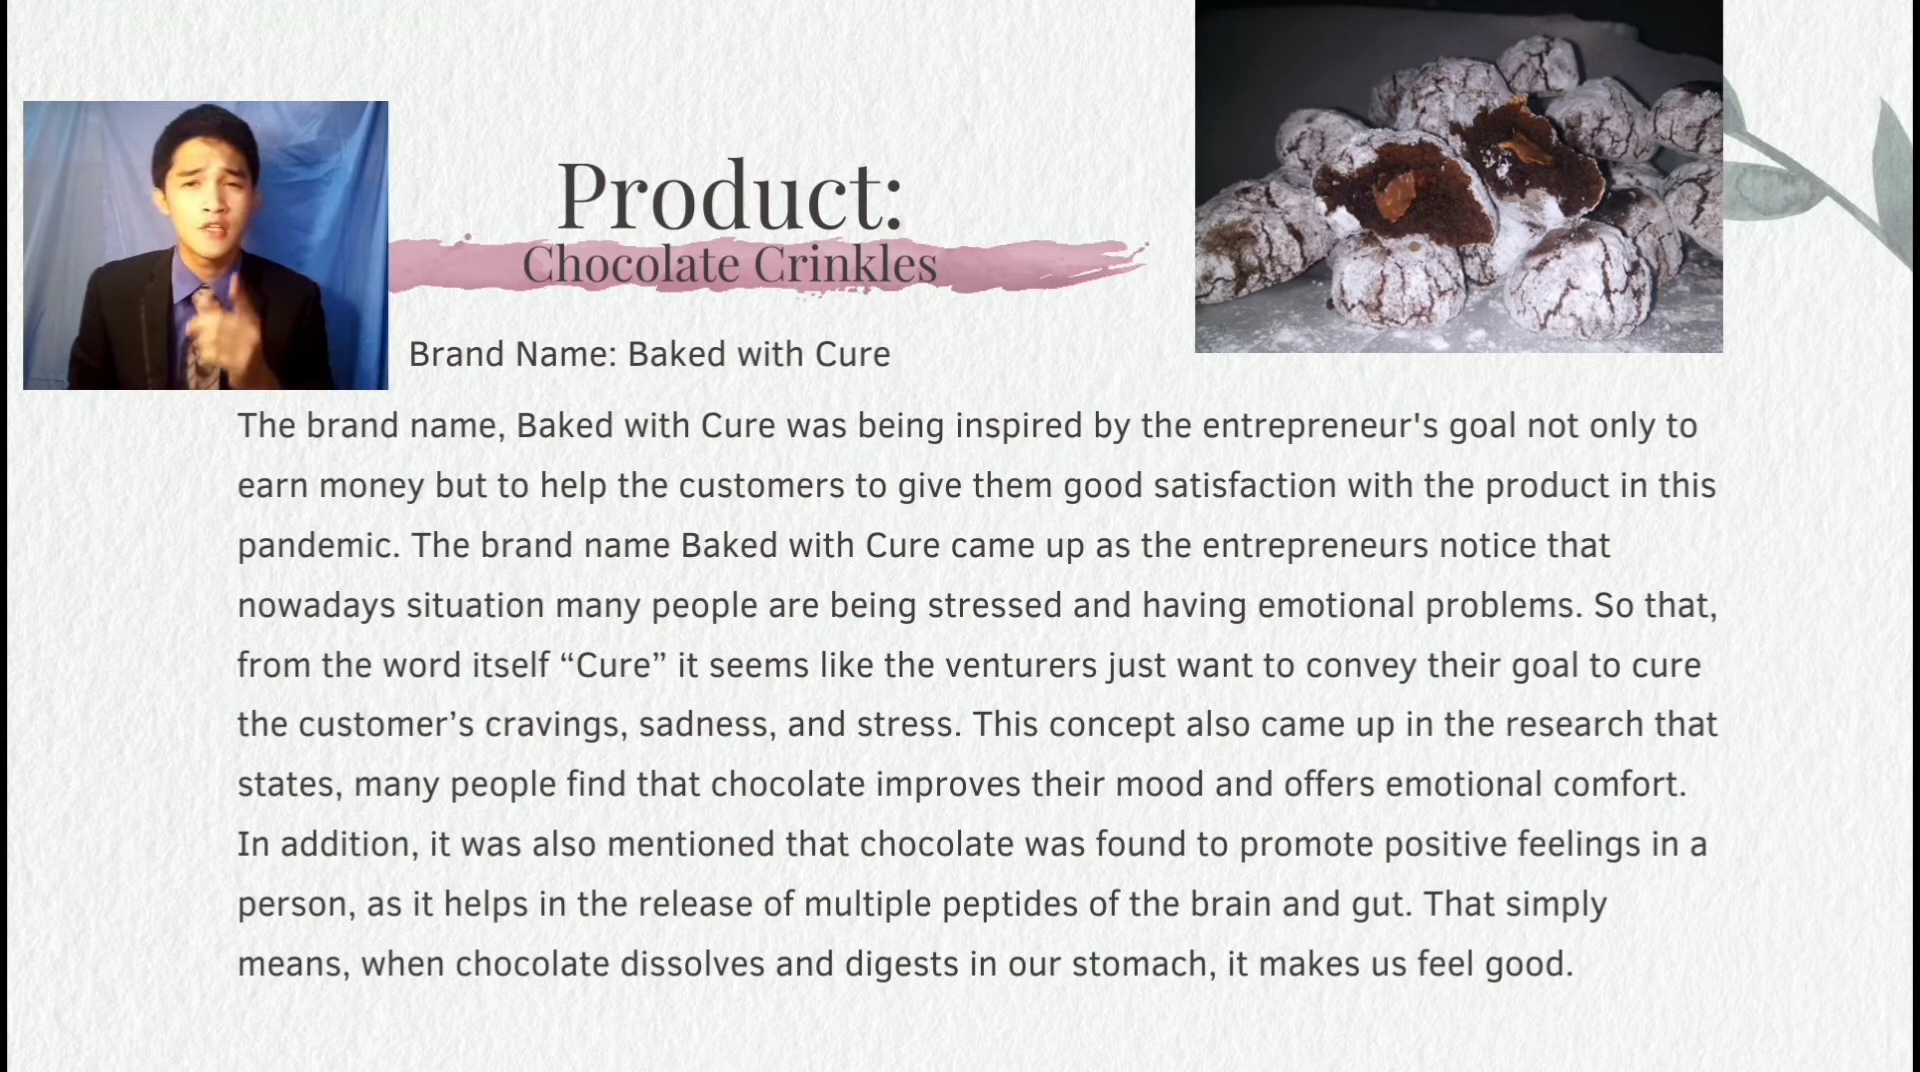 Product:
Chocolate Crinkles
Brand Name: Baked with Cure
The brand name, Baked with Cure was being inspired by the entrepreneur's goal not only to
earn money but to help the customers to give them good satisfaction with the product in this
pandemic. The brand name Baked with Cure came up as the entrepreneurs notice that
nowadays situation many people are being stressed and having emotional problems. So that,
from the word itself “Cure” it seems like the venturers just want to convey their goal to cure
the customer’s cravings, sadness, and stress. This concept also came up in the research that
states, many people find that chocolate improves their mood and offers emotional comfort.
In addition, it was also mentioned that chocolate was found to promote positive feelings in a
person, as it helps in the release of multiple peptides of the brain and gut. That simply
means, when chocolate dissolves and digests in our stomach, it makes us feel good.